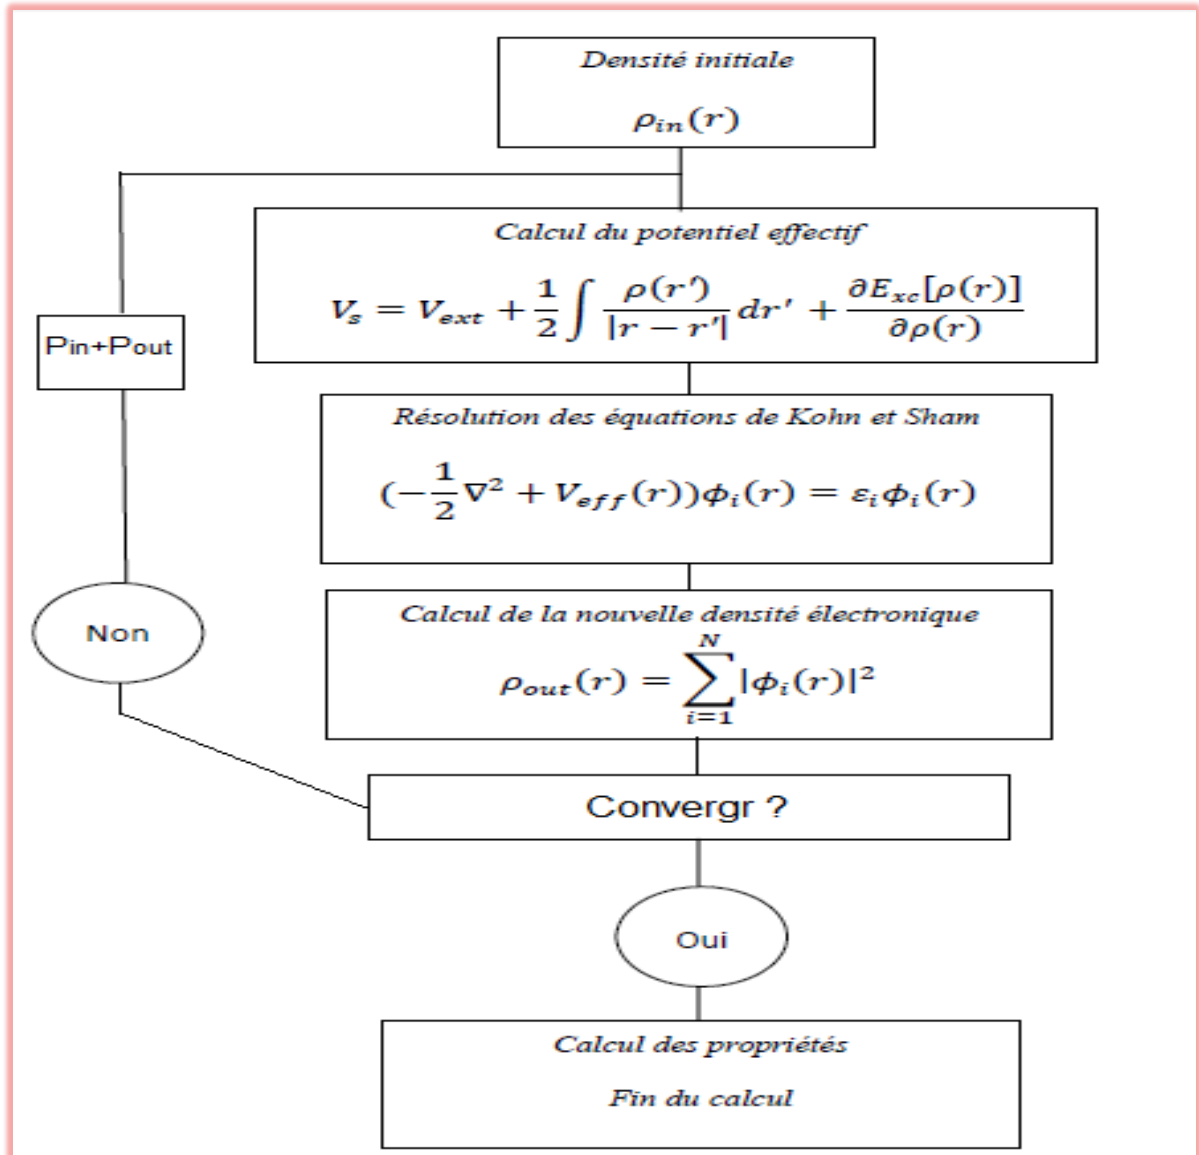 Densité initiale
ρ_in(r)
Calcul du potentiel effectif
V_s = V_ext + 1/2 ∫ ρ(r′)/|r − r′| dr′ + ∂E_xc[ρ(r)]/∂ρ(r)
Pin+Pout
Résolution des équations de Kohn et Sham
(−1/2 ∇² + V_eff(r))ϕ_i(r) = ε_i ϕ_i(r)
Non
Calcul de la nouvelle densité électronique
ρ_out(r) = ∑_{i=1}^{N} |ϕ_i(r)|²
Convergr ?
Oui
Calcul des propriétés
Fin du calcul